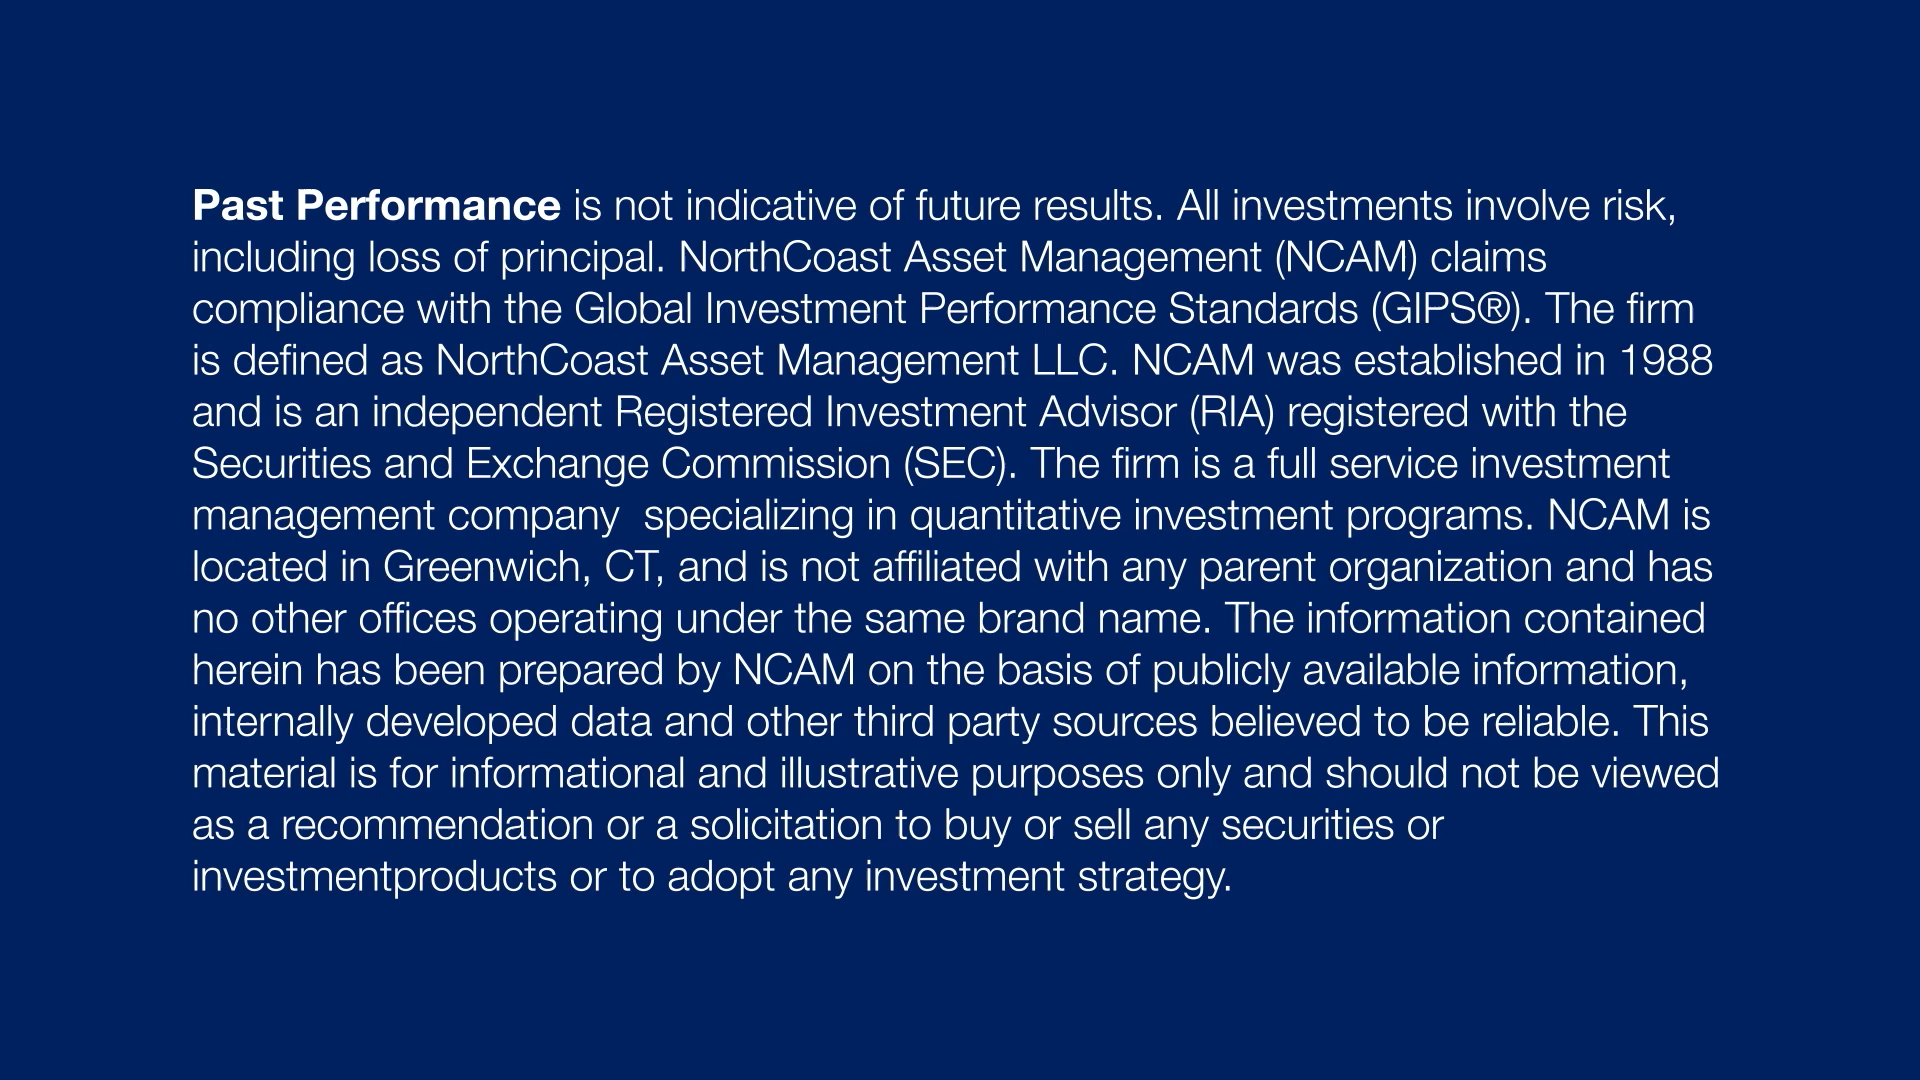 Past Performance is not indicative of future results. All investments involve risk,
including loss of principal. NorthCoast Asset Management (NCAM) claims
compliance with the Global Investment Performance Standards (GIPS®). The firm
is defined as NorthCoast Asset Management LLC. NCAM was established in 1988
and is an independent Registered Investment Advisor (RIA) registered with the
Securities and Exchange Commission (SEC). The firm is a full service investment
management company  specializing in quantitative investment programs. NCAM is
located in Greenwich, CT, and is not affiliated with any parent organization and has
no other offices operating under the same brand name. The information contained
herein has been prepared by NCAM on the basis of publicly available information,
internally developed data and other third party sources believed to be reliable. This
material is for informational and illustrative purposes only and should not be viewed
as a recommendation or a solicitation to buy or sell any securities or
investmentproducts or to adopt any investment strategy.